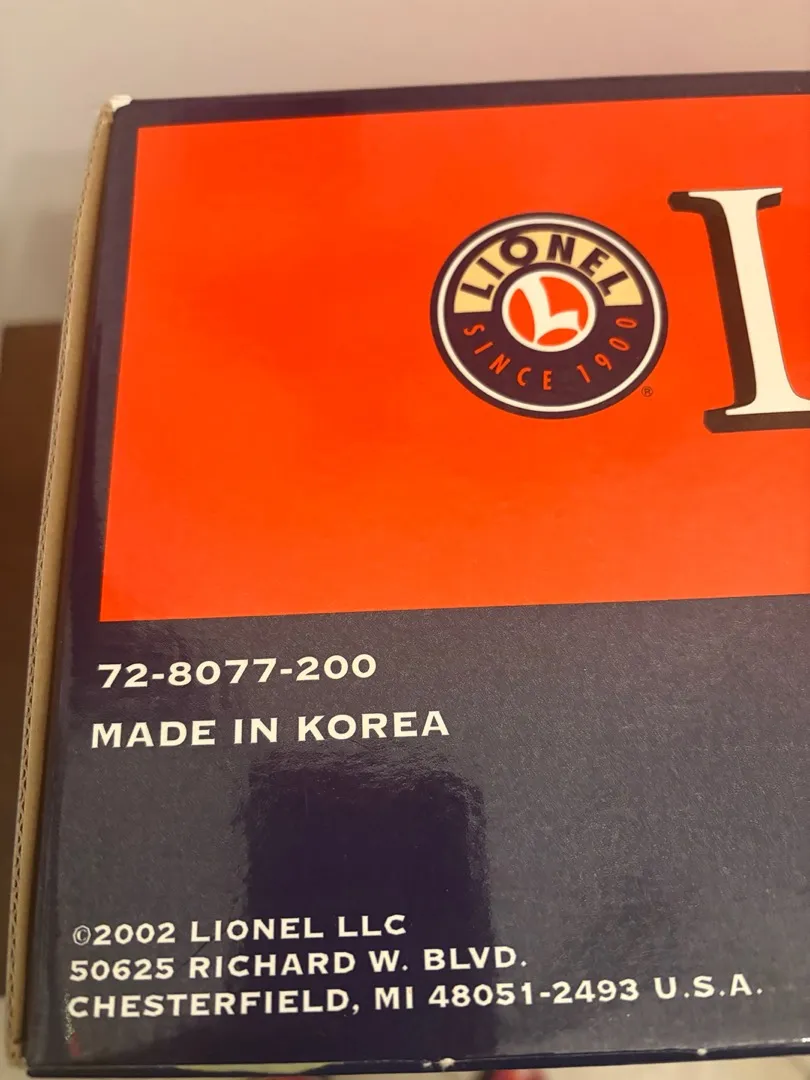 LIONEL
L
SINCE 1900
®
L
72-8077-200
MADE IN KOREA
©2002 LIONEL LLC
50625 RICHARD W. BLVD.
CHESTERFIELD, MI 48051-2493 U.S.A.